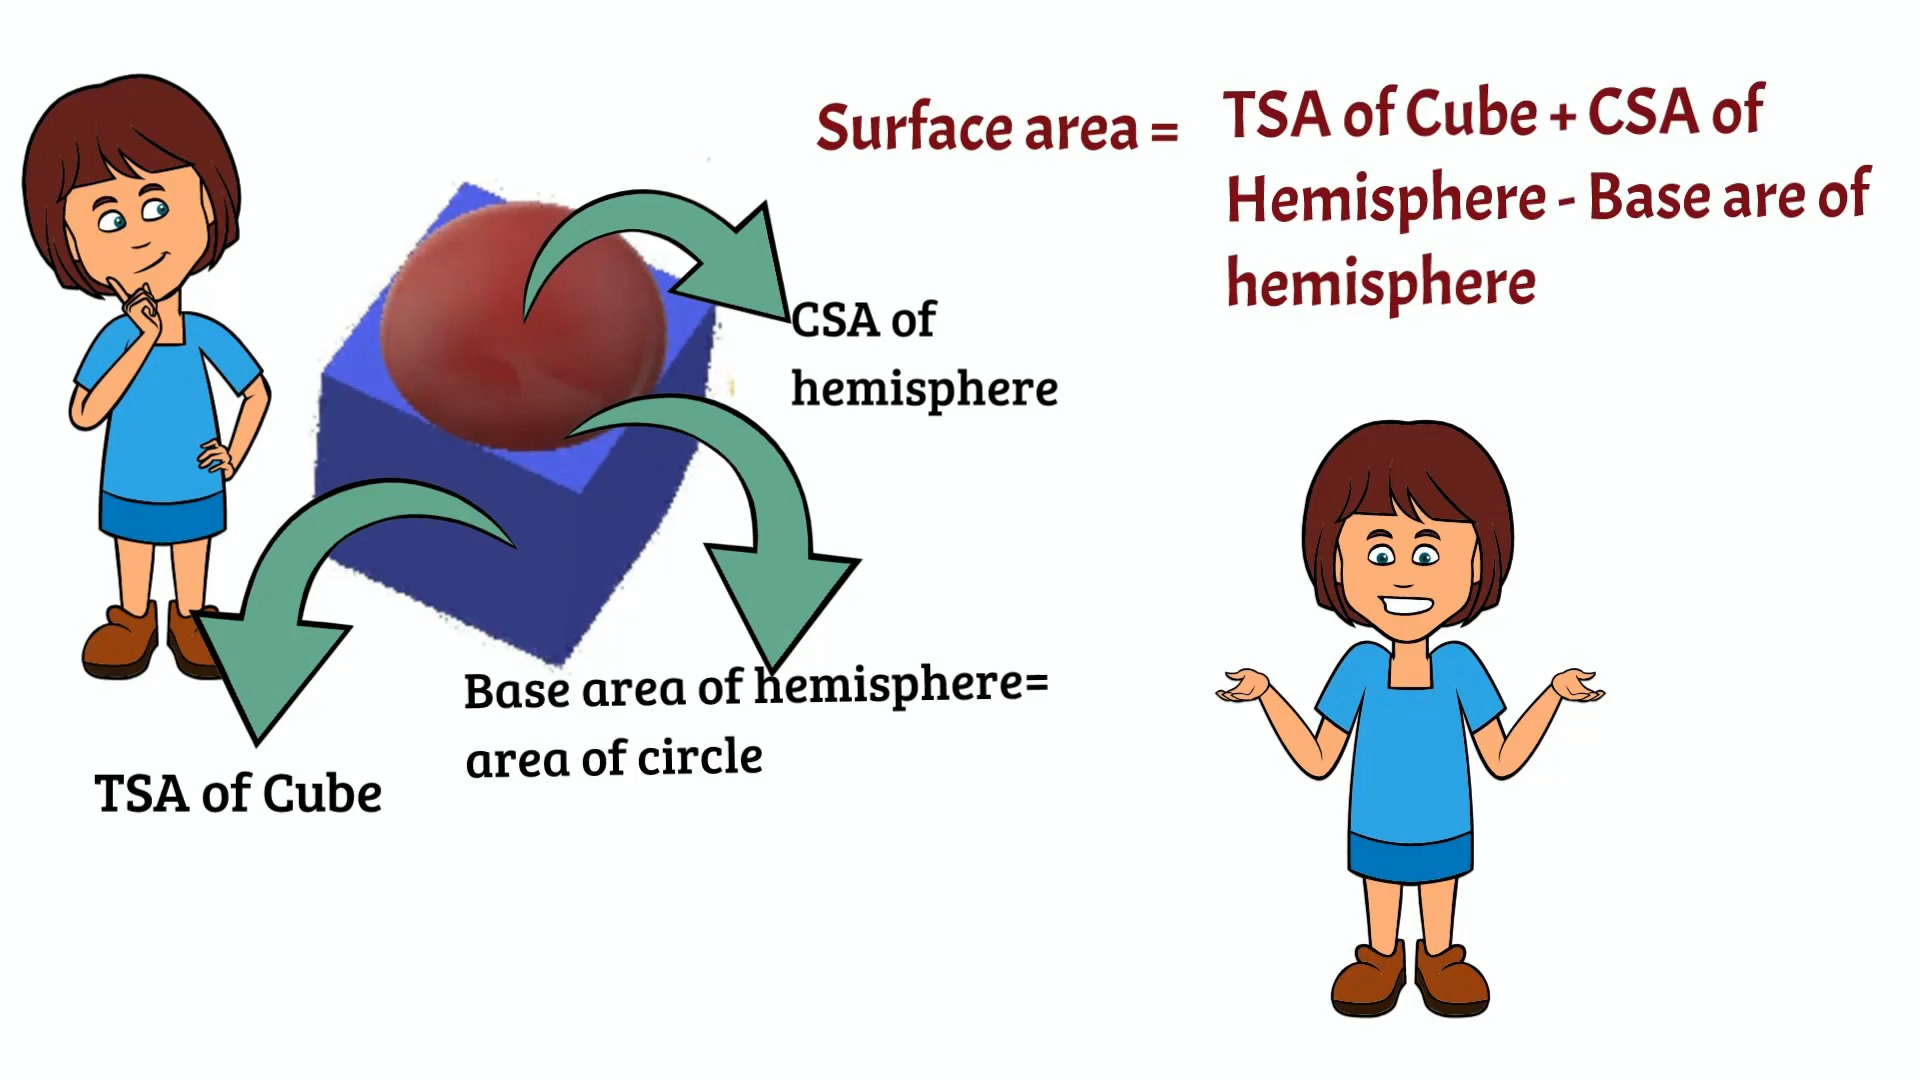 Surface area = TSA of Cube + CSA of
Hemisphere - Base are of
hemisphere
CSA of
hemisphere
Base area of hemisphere=
area of circle
TSA of Cube